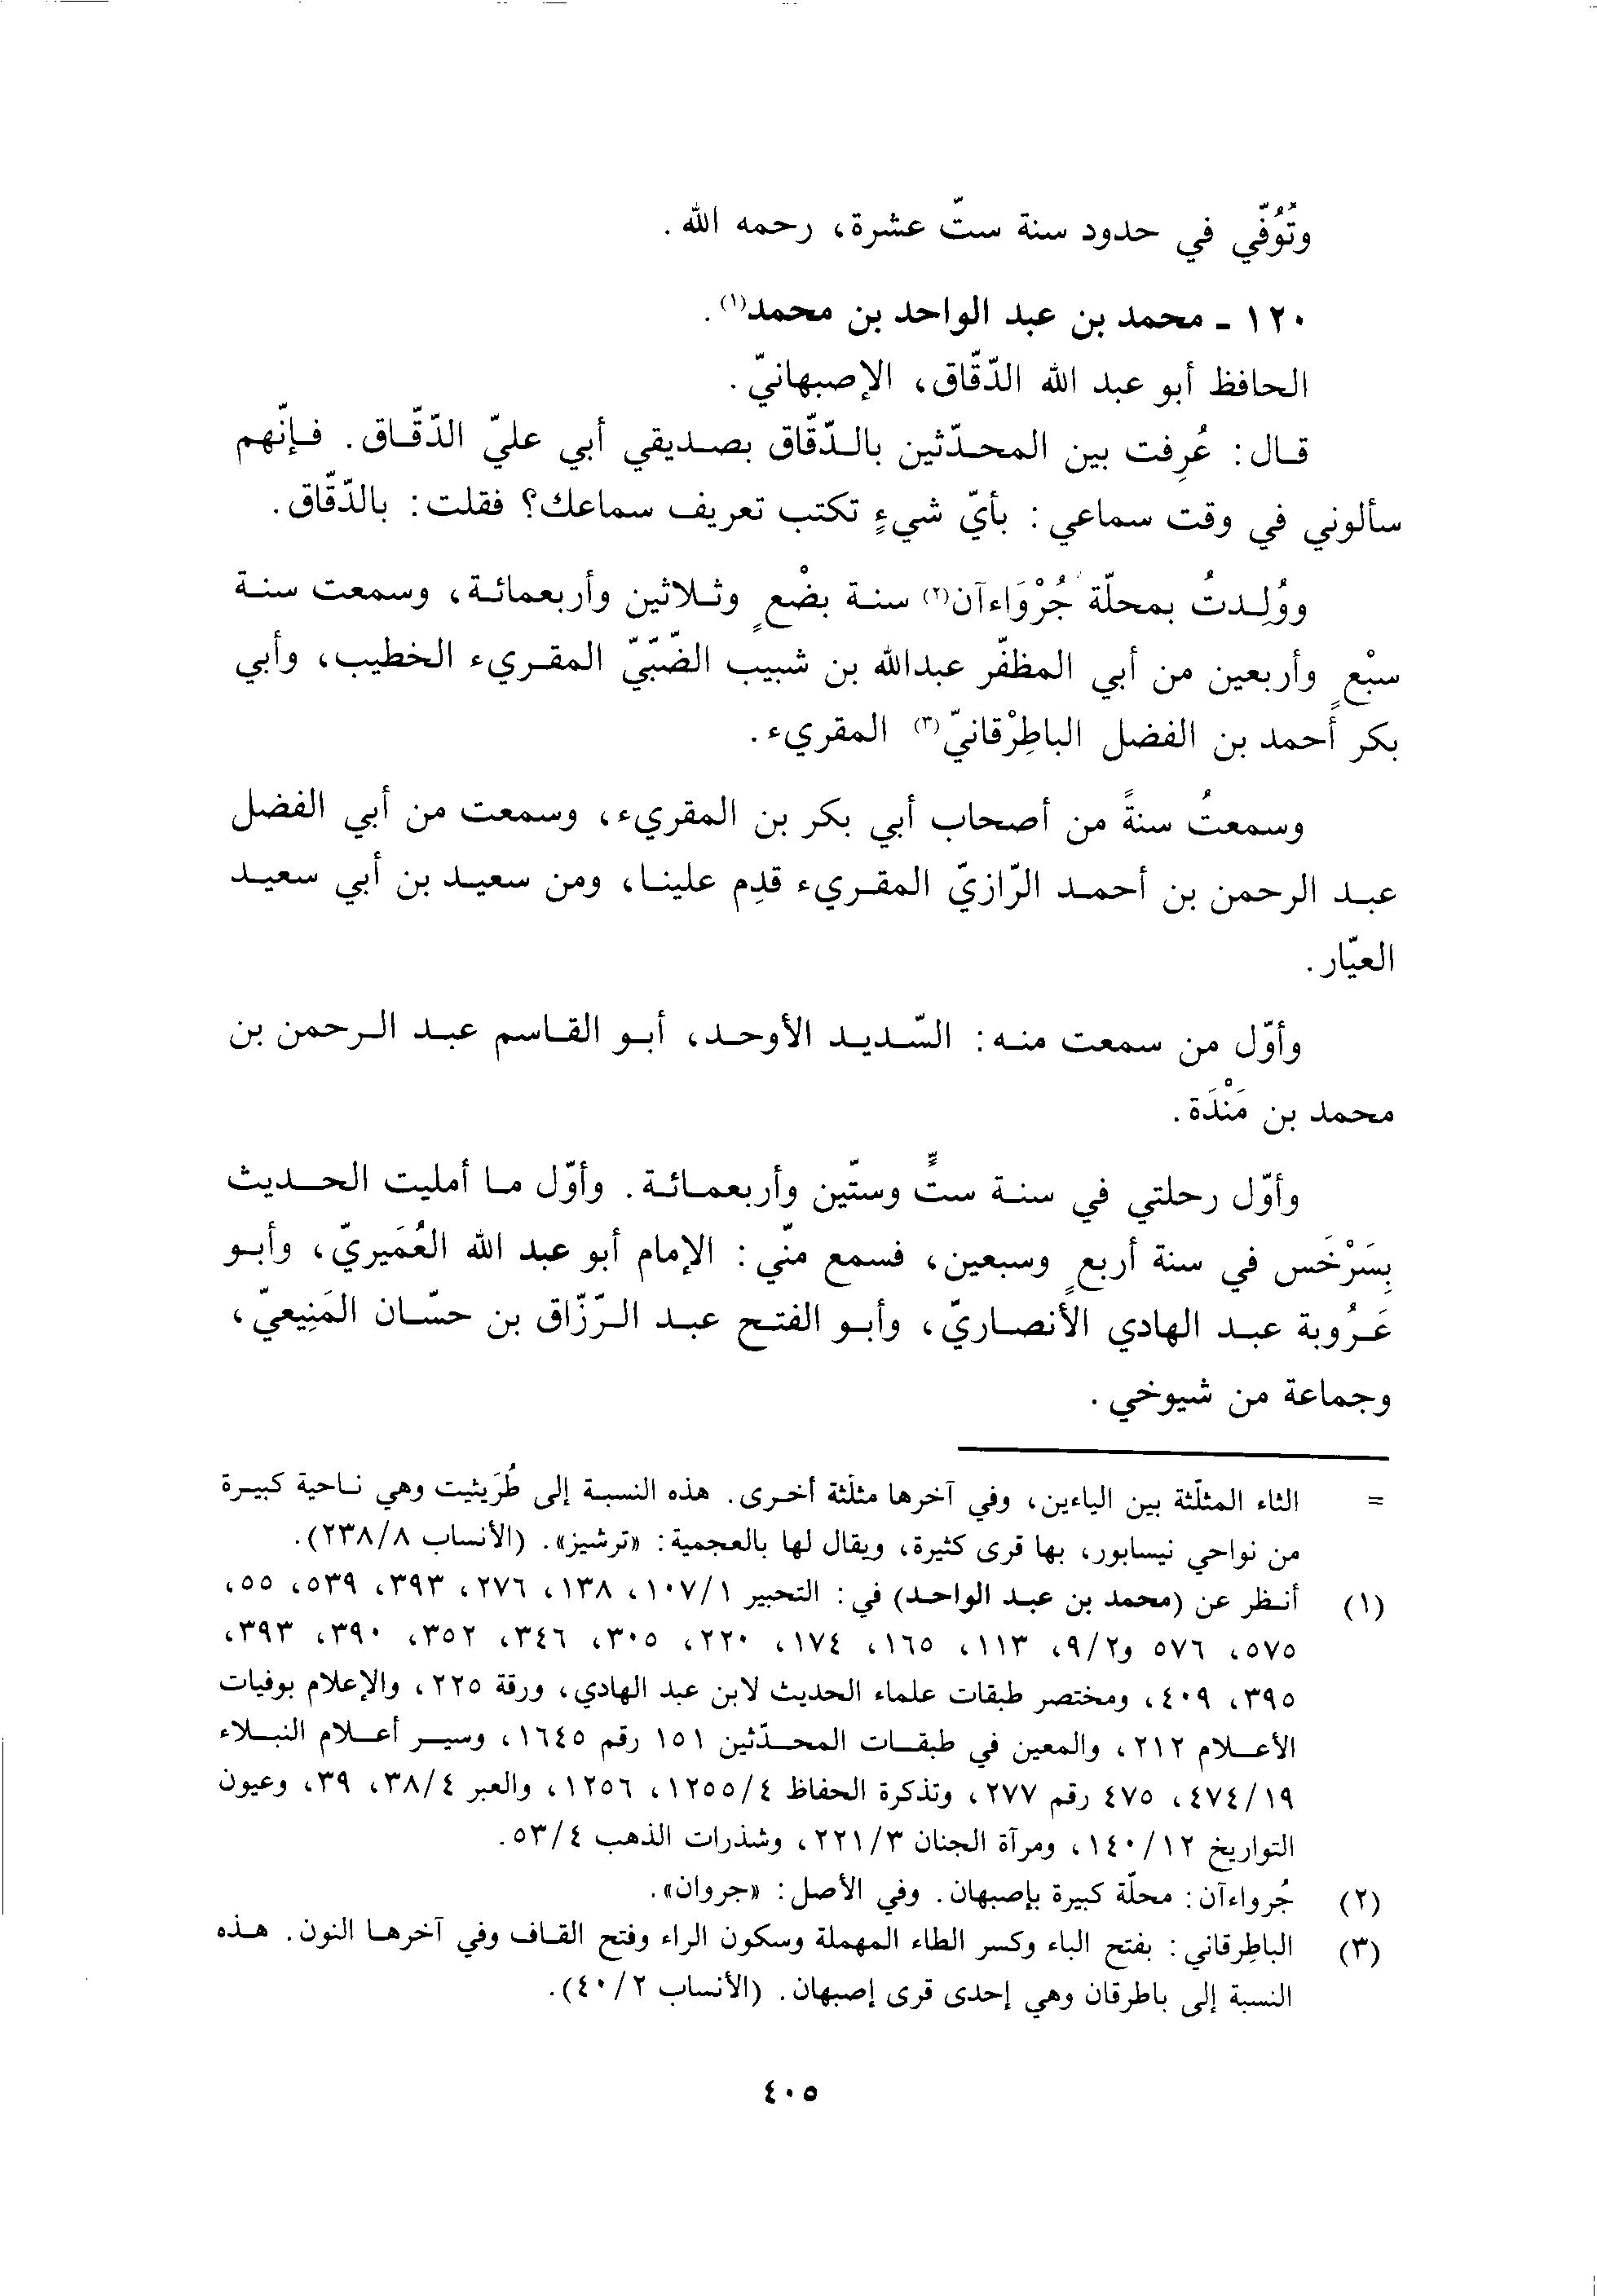 وتُوُفّي في حدود سنة ستّ عشرة، رحمه الله.
١٢٠ - محمد بن عبد الواحد بن محمد(١).
الحافظ أبو عبد الله الدّقّاق، الإصبهانيّ.
قال: عُرِفت بين المحدّثين بالدّقّاق بصديقي أبي عليّ الدّقّاق. فإنّهم
سألوني في وقت سماعي: بأيّ شيءٍ تكتب تعريف سماعك؟ فقلت: بالدّقّاق.
ووُلِدتُ بمحلّة جُرْوَاءآن(٢) سنة بضْعٍ وثلاثين وأربعمائة، وسمعت سنة
سبْعٍ وأربعين من أبي المظفّر عبدالله بن شبيب الضّبّيّ المقريء الخطيب، وأبي
بكر أحمد بن الفضل الباطِرْقانيّ(٣) المقريء.
وسمعتُ سنةً من أصحاب أبي بكر بن المقريء، وسمعت من أبي الفضل
عبد الرحمن بن أحمد الرّازيّ المقريء قدِم علينا، ومن سعيد بن أبي سعيد
العيّار.
وأوّل من سمعت منه: السّديد الأوحد، أبو القاسم عبد الرحمن بن
محمد بن مَنْدَة.
وأوّل رحلتي في سنة ستٍّ وستّين وأربعمائة. وأوّل ما أمليت الحديث
بِسَرْخَس في سنة أربعٍ وسبعين، فسمع منّي: الإمام أبو عبد الله العُمَيريّ، وأبو
عَرُوبة عبد الهادي الأنصاريّ، وأبو الفتح عبد الرّزّاق بن حسّان المَنِيعيّ،
وجماعة من شيوخي.
= الثاء المثلّثة بين الياءين، وفي آخرها مثلّثة أخرى. هذه النسبة إلى طُرَيثيث وهي ناحية كبيرة
من نواحي نيسابور، بها قرى كثيرة، ويقال لها بالعجمية: «ترشيز». (الأنساب ٢٣٨/٨).
(١) أنظر عن (محمد بن عبد الواحد) في: التحبير ١٠٧/١، ١٣٨، ٢٧٦، ٣٩٣، ٥٣٩، ٥٥،
٥٧٥، ٥٧٦ و٩/٢، ١١٣، ١٦٥، ١٧٤، ٢٢٠، ٣٠٥، ٣٤٦، ٣٥٢، ٣٩٠، ٣٩٣،
٣٩٥، ٤٠٩، ومختصر طبقات علماء الحديث لابن عبد الهادي، ورقة ٢٢٥، والإعلام بوفيات
الأعلام ٢١٢، والمعين في طبقات المحدّثين ١٥١ رقم ١٦٤٥، وسير أعلام النبلاء
٤٧٤/١٩، ٤٧٥ رقم ٢٧٧، وتذكرة الحفاظ ١٢٥٥/٤، ١٢٥٦، والعبر ٣٨/٤، ٣٩، وعيون
التواريخ ١٤٠/١٢، ومرآة الجنان ٢٢١/٣، وشذرات الذهب ٥٣/٤.
(٢) جُرواءآن: محلّة كبيرة بإصبهان. وفي الأصل: «جروان».
(٣) الباطِرقاني: بفتح الباء وكسر الطاء المهملة وسكون الراء وفتح القاف وفي آخرها النون. هذه
النسبة إلى باطرقان وهي إحدى قرى إصبهان. (الأنساب ٤٠/٢).
٤٠٥